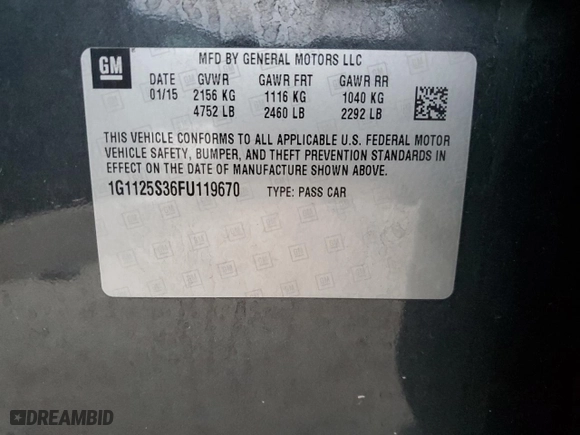 GM
MFD BY GENERAL MOTORS LLC
DATE GVWR GAWR FRT GAWR RR
01/15 2156 KG 1116 KG 1040 KG
4752 LB 2460 LB 2292 LB
THIS VEHICLE CONFORMS TO ALL APPLICABLE U.S. FEDERAL MOTOR
VEHICLE SAFETY, BUMPER, AND THEFT PREVENTION STANDARDS IN
EFFECT ON THE DATE OF MANUFACTURE SHOWN ABOVE.
1G1125S36FU119670 TYPE: PASS CAR
DREAMBID